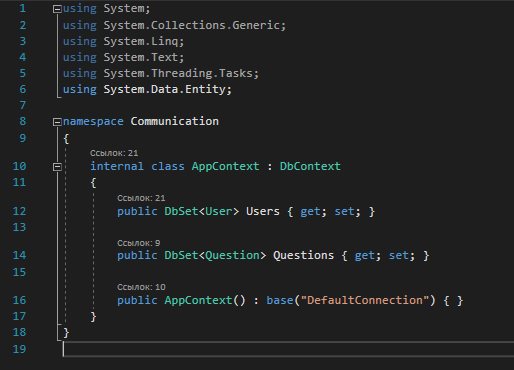 1 using System;
2 using System.Collections.Generic;
3 using System.Linq;
4 using System.Text;
5 using System.Threading.Tasks;
6 using System.Data.Entity;
7
8 namespace Communication
9 {
Ссылок: 21
10 internal class AppContext : DbContext
11 {
Ссылок: 21
12 public DbSet<User> Users { get; set; }
13
Ссылок: 9
14 public DbSet<Question> Questions { get; set; }
15
Ссылок: 10
16 public AppContext() : base("DefaultConnection") { }
17 }
18 }
19